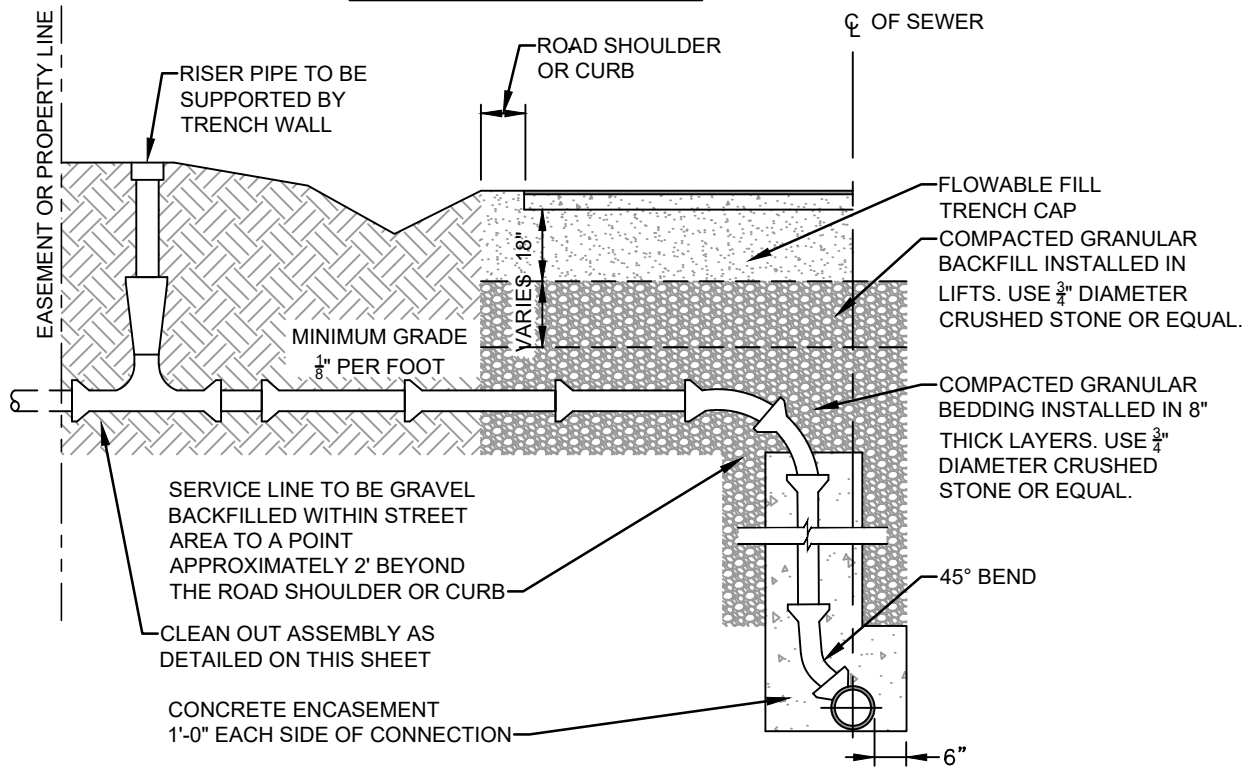 EASEMENT OR PROPERTY LINE
RISER PIPE TO BE
SUPPORTED BY
TRENCH WALL
ROAD SHOULDER
OR CURB
℄ OF SEWER
FLOWABLE FILL
TRENCH CAP
COMPACTED GRANULAR
BACKFILL INSTALLED IN
LIFTS. USE 3/4" DIAMETER
CRUSHED STONE OR EQUAL.
18"
VARIES
MINIMUM GRADE
1/8" PER FOOT
COMPACTED GRANULAR
BEDDING INSTALLED IN 8"
THICK LAYERS. USE 3/4"
DIAMETER CRUSHED
STONE OR EQUAL.
SERVICE LINE TO BE GRAVEL
BACKFILLED WITHIN STREET
AREA TO A POINT
APPROXIMATELY 2' BEYOND
THE ROAD SHOULDER OR CURB
45° BEND
CLEAN OUT ASSEMBLY AS
DETAILED ON THIS SHEET
CONCRETE ENCASEMENT
1'-0" EACH SIDE OF CONNECTION
6"